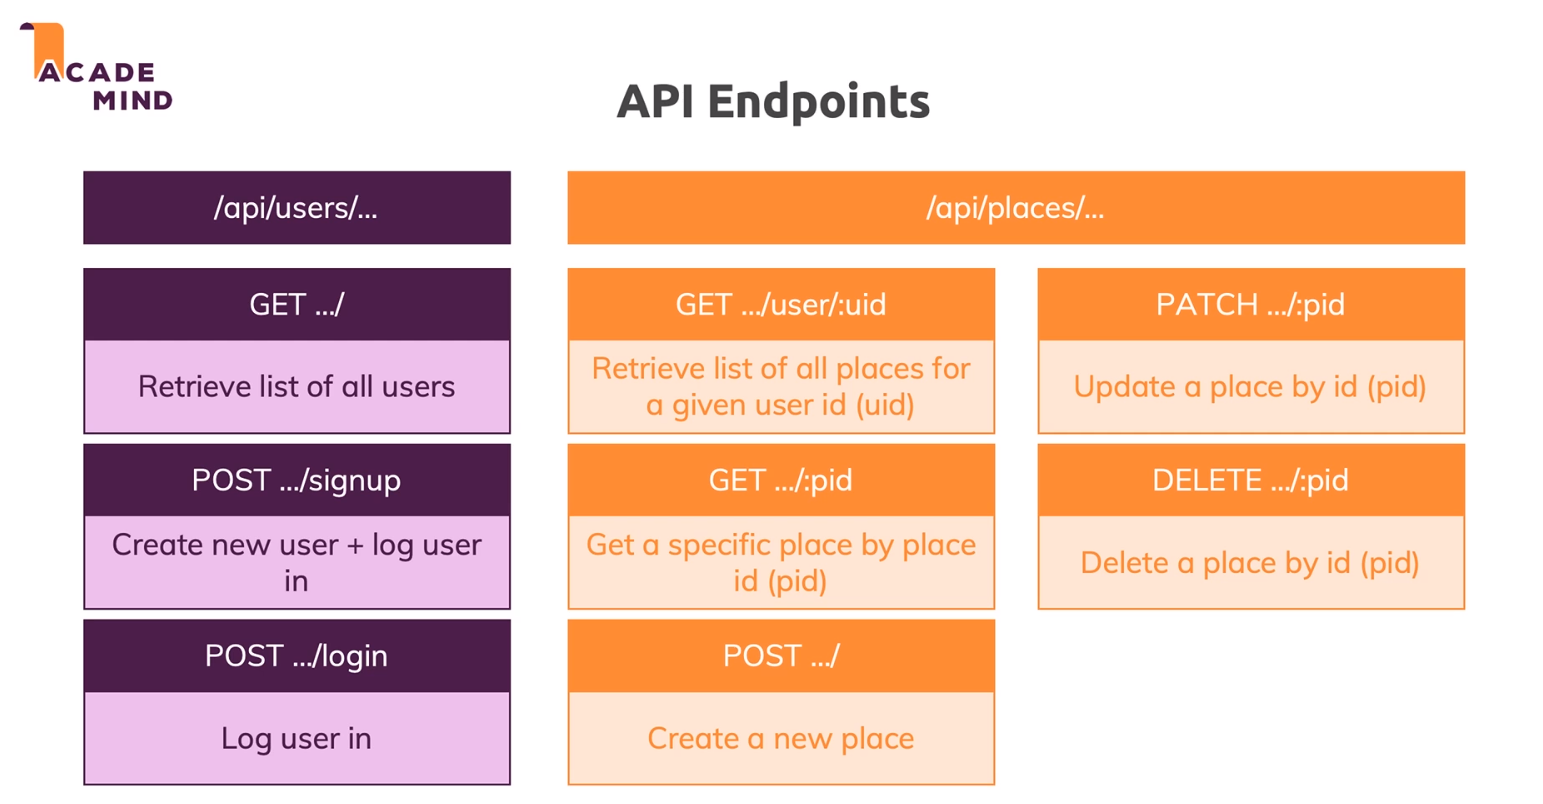 ACADE
MIND
API Endpoints
/api/users/...
GET .../
Retrieve list of all users
POST .../signup
Create new user + log user
in
POST .../login
Log user in
/api/places/...
GET .../user/:uid
Retrieve list of all places for
a given user id (uid)
GET .../:pid
Get a specific place by place
id (pid)
POST .../
Create a new place
PATCH .../:pid
Update a place by id (pid)
DELETE .../:pid
Delete a place by id (pid)